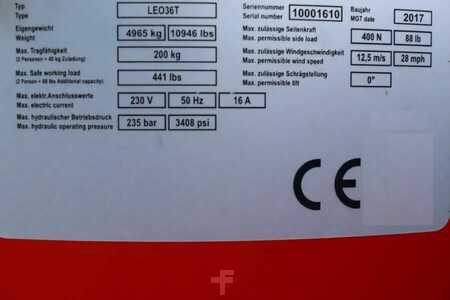 Typ LEO36T Seriennummer 10001610 Baujahr 2017
Type Serial number MGT date
Eigengewicht 4965 kg 10946 lbs Max. zulässige Seitenkraft 400 N 88 lb
Weight Max. permissible side load
Max. Tragfähigkeit 200 kg Max. zulässige Windgeschwindigkeit 12,5 m/s 28 mph
(2 Personen + 40 kg Zuladung) Max. permissible wind speed
Max. Safe working load 441 lbs Max. zulässige Schrägstellung 0°
(2 Person + 88 lbs Additional capacity) Max. permissible tilt
Max. elektr.Anschlusswerte 230 V 50 Hz 16 A
Max. electric current
Max. hydraulischer Betriebsdruck 235 bar 3408 psi
Max. hydraulic operating pressure
CE